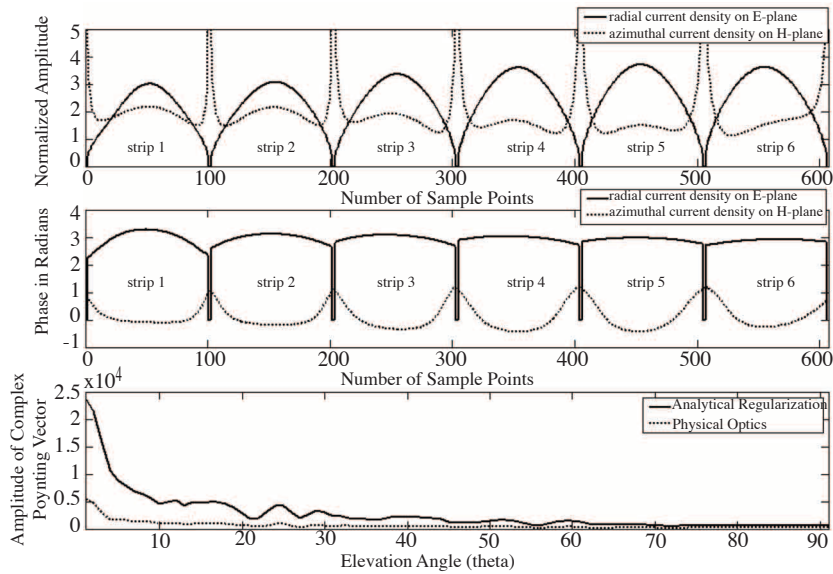 radial current density on E-plane
azimuthal current density on H-plane
Normalized Amplitude
5
4
3
2
1
0
strip 1 strip 2 strip 3 strip 4 strip 5 strip 6
0 100 200 300 400 500 600
Number of Sample Points
radial current density on E-plane
azimuthal current density on H-plane
Phase in Radians
4
3
2
1
0
-1
strip 1 strip 2 strip 3 strip 4 strip 5 strip 6
0 100 200 300 400 500 600
Number of Sample Points
x10^4
Amplitude of Complex
Poynting Vector
2.5
2
1.5
1
0.5
0
Analytical Regularization
Physical Optics
10 20 30 40 50 60 70 80 90
Elevation Angle (theta)